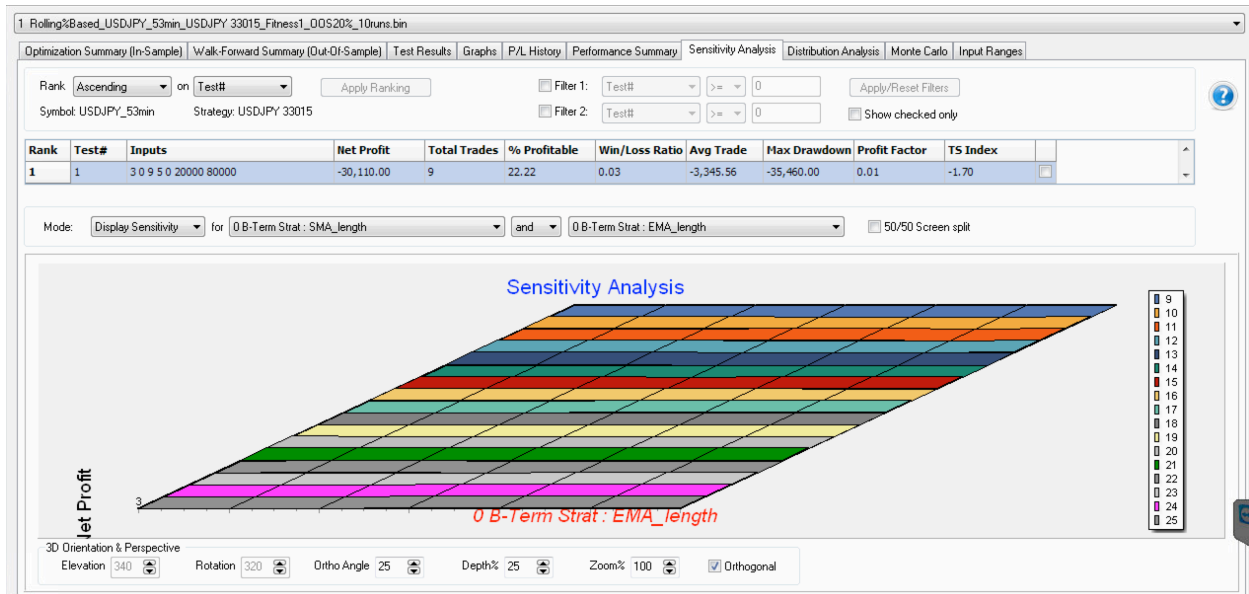 1 Rolling%Based_USDJPY_53min_USDJPY 33015_Fitness1_OOS20%_10runs.bin
Optimization Summary (In-Sample) Walk-Forward Summary (Out-Of-Sample) Test Results Graphs P/L History Performance Summary Sensitivity Analysis Distribution Analysis Monte Carlo Input Ranges
Rank Ascending on Test# Apply Ranking Filter 1: Test# >= 0 Apply/Reset Filters
Symbol: USDJPY_53min Strategy: USDJPY 33015 Filter 2: Test# >= 0 Show checked only
Rank Test# Inputs Net Profit Total Trades % Profitable Win/Loss Ratio Avg Trade Max Drawdown Profit Factor TS Index
1 1 3 0 9 5 0 20000 80000 -30,110.00 9 22.22 0.03 -3,345.56 -35,460.00 0.01 -1.70
Mode: Display Sensitivity for 0 B-Term Strat : SMA_length and 0 B-Term Strat : EMA_length 50/50 Screen split
Sensitivity Analysis
9
10
11
12
13
14
15
16
17
18
19
20
21
22
23
24
25
Net Profit
3
0 B-Term Strat : EMA_length
3D Orientation & Perspective
Elevation 340 Rotation 320 Ortho Angle 25 Depth% 25 Zoom% 100 Orthogonal